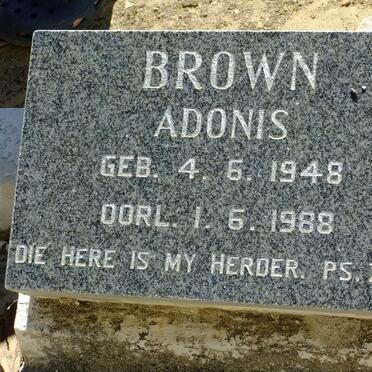 BROWN
ADONIS
GEB. 4. 6. 1948
OORL. 1. 6. 1988
DIE HERE IS MY HERDER. PS.